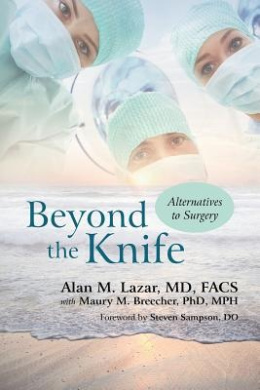 Alternatives
to Surgery
Beyond
the Knife
Alan M. Lazar, MD, FACS
with Maury M. Breecher, PhD, MPH
Foreword by Steven Sampson, DO